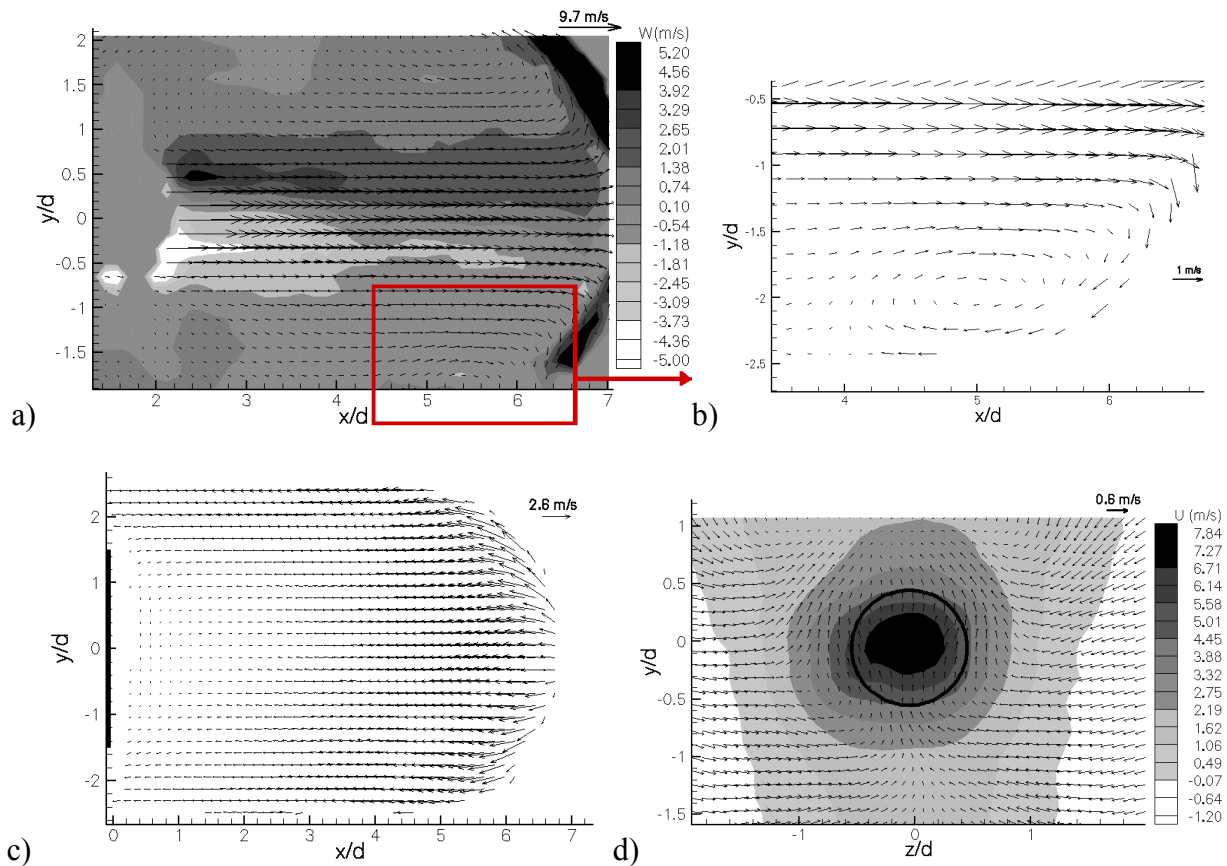 9.7 m/s
W(m/s)
5.20
4.56
3.92
3.29
2.65
2.01
1.38
0.74
0.10
-0.54
-1.18
-1.81
-2.45
-3.09
-3.73
-4.36
-5.00
y/d
2
1.5
1
0.5
0
-0.5
-1
-1.5
2 3 4 5 6 7
x/d
a)
y/d
-0.5
-1
-1.5
-2
-2.5
1 m/s
4 5 6
x/d
b)
2.6 m/s
y/d
2
1
0
-1
-2
0 1 2 3 4 5 6 7
x/d
c)
0.6 m/s
U (m/s)
7.84
7.27
6.71
6.14
5.58
5.01
4.45
3.88
3.32
2.75
2.19
1.62
1.06
0.49
-0.07
-0.64
-1.20
y/d
1
0.5
0
-0.5
-1
-1.5
-1 0 1
z/d
d)